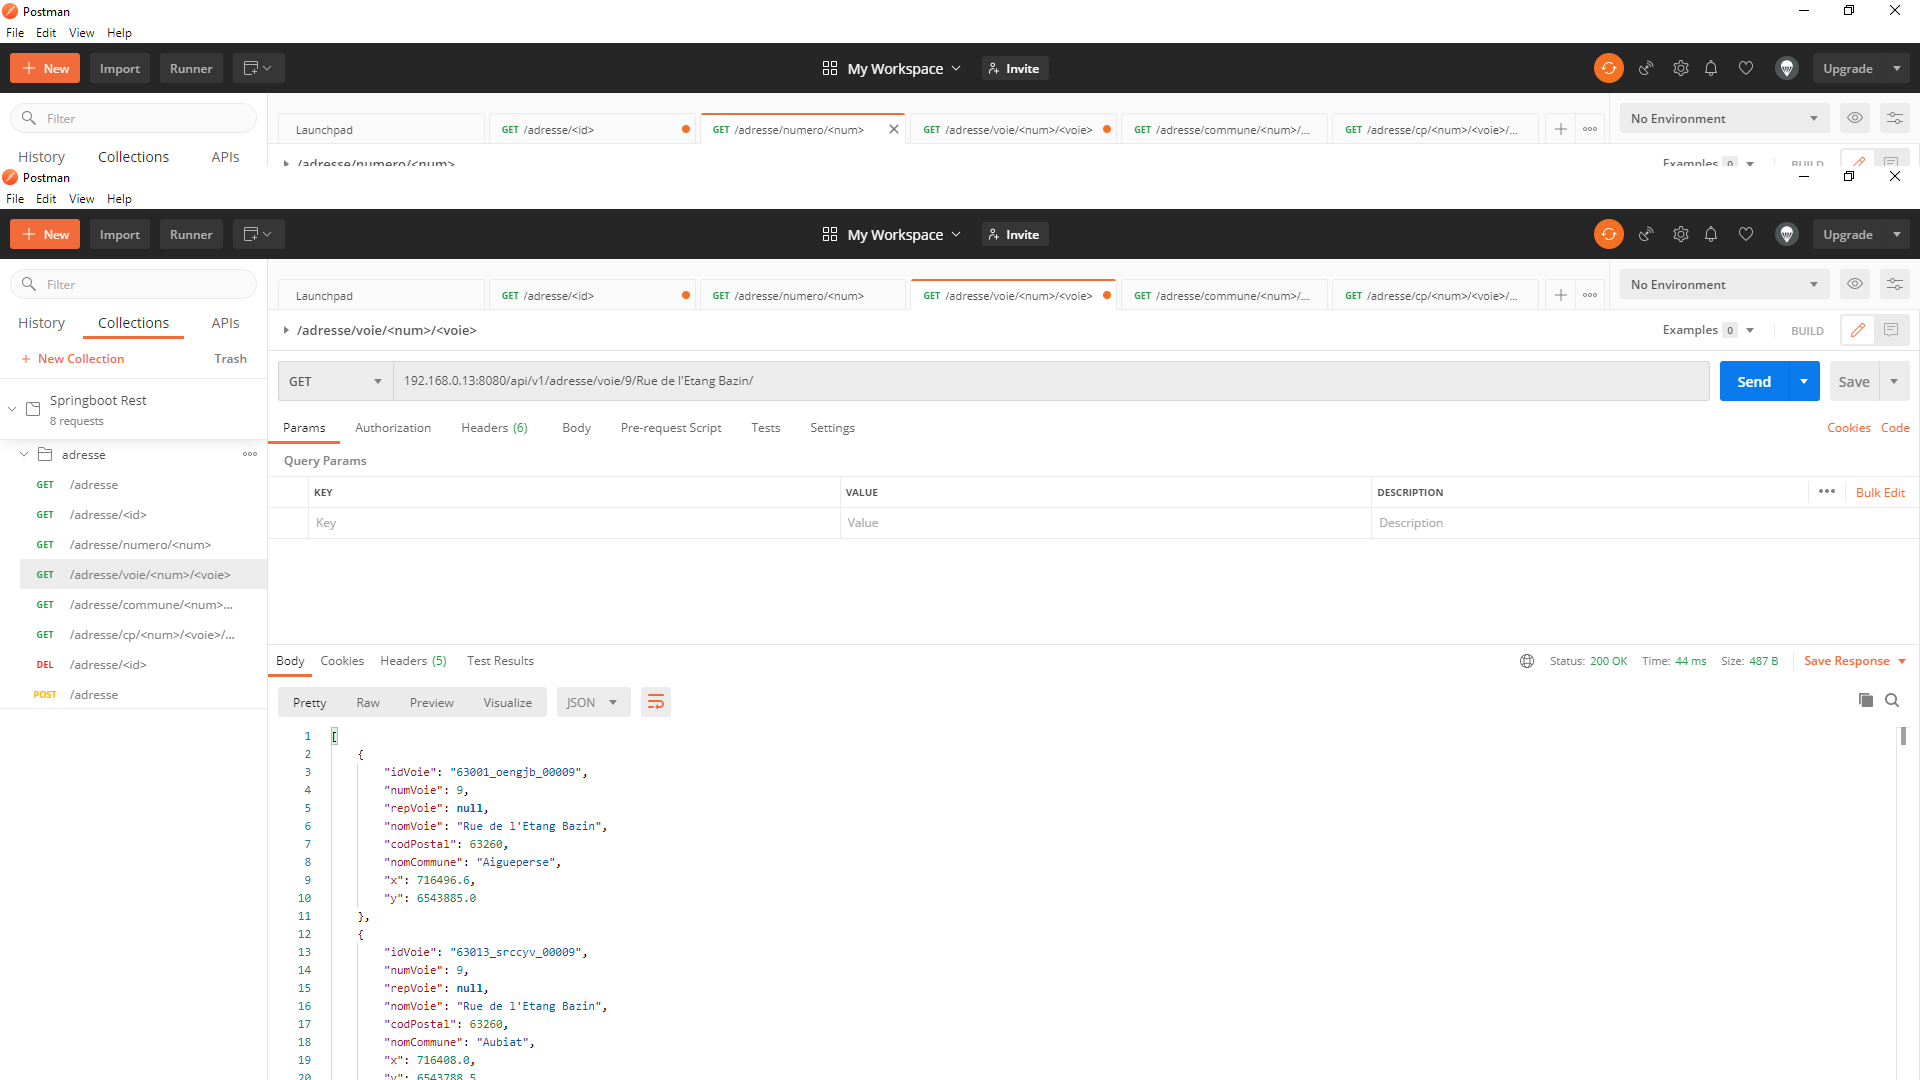 Postman
File Edit View Help
New Import Runner My Workspace Invite Upgrade
Filter
Launchpad GET /adresse/<id> GET /adresse/numero/<num> GET /adresse/voie/<num>/<voie> GET /adresse/commune/<num>/... GET /adresse/cp/<num>/<voie>/... No Environment
History Collections APIs
/adresse/numero/<num> Examples 0 BUILD
Postman
File Edit View Help
New Import Runner My Workspace Invite Upgrade
Filter
Launchpad GET /adresse/<id> GET /adresse/numero/<num> GET /adresse/voie/<num>/<voie> GET /adresse/commune/<num>/... GET /adresse/cp/<num>/<voie>/... No Environment
History Collections APIs
/adresse/voie/<num>/<voie> Examples 0 BUILD
+ New Collection Trash
Springboot Rest
8 requests
adresse
GET /adresse
GET /adresse/<id>
GET /adresse/numero/<num>
GET /adresse/voie/<num>/<voie>
GET /adresse/commune/<num>...
GET /adresse/cp/<num>/<voie>/...
DEL /adresse/<id>
POST /adresse
GET 192.168.0.13:8080/api/v1/adresse/voie/9/Rue de l'Etang Bazin/ Send Save
Params Authorization Headers (6) Body Pre-request Script Tests Settings Cookies Code
Query Params
KEY VALUE DESCRIPTION ••• Bulk Edit
Key Value Description
Body Cookies Headers (5) Test Results Status: 200 OK Time: 44 ms Size: 487 B Save Response
Pretty Raw Preview Visualize JSON
1 [
2 {
3 "idVoie": "63001_oengjb_00009",
4 "numVoie": 9,
5 "repVoie": null,
6 "nomVoie": "Rue de l'Etang Bazin",
7 "codPostal": 63260,
8 "nomCommune": "Aigueperse",
9 "x": 716496.6,
10 "y": 6543885.0
11 },
12 {
13 "idVoie": "63013_srccyv_00009",
14 "numVoie": 9,
15 "repVoie": null,
16 "nomVoie": "Rue de l'Etang Bazin",
17 "codPostal": 63260,
18 "nomCommune": "Aubiat",
19 "x": 716408.0,
20 "y": 6543788.5